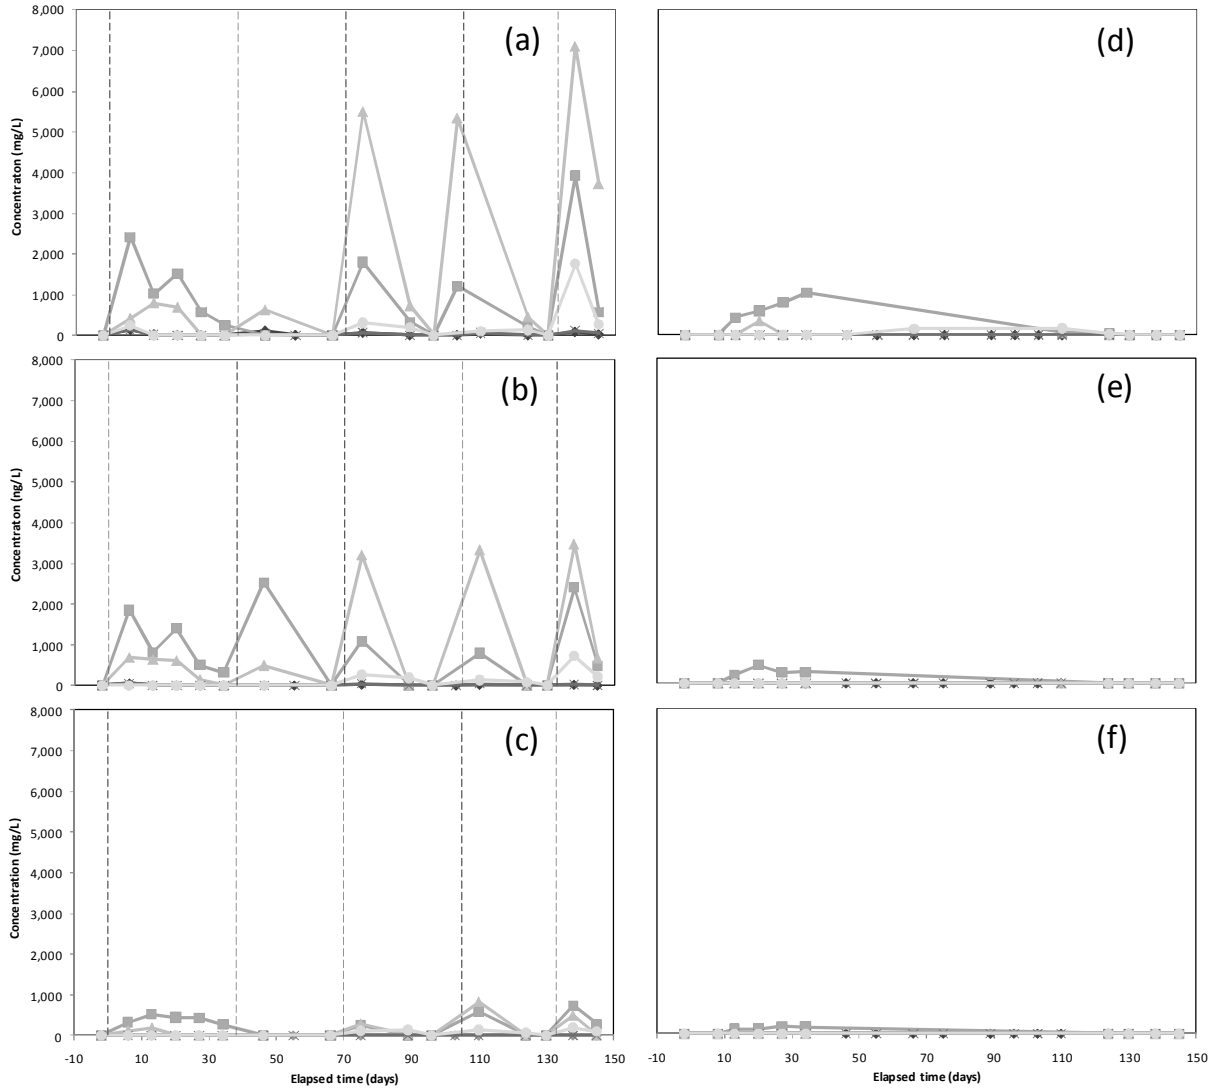 8,000
7,000
6,000
5,000
4,000
3,000
2,000
1,000
0
Concentraton (mg/L)
(a)
(d)
8,000
7,000
6,000
5,000
4,000
3,000
2,000
1,000
0
Concentraton (ng/L)
(b)
(e)
8,000
7,000
6,000
5,000
4,000
3,000
2,000
1,000
0
Concentration (mg/L)
(c)
(f)
-10 10 30 50 70 90 110 130 150
Elapsed time (days)
-10 10 30 50 70 90 110 130 150
Elapsed time (days)